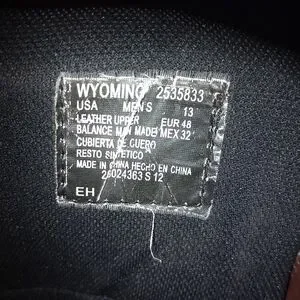 WYOMING 2535833
USA MEN'S 13
LEATHER UPPER EUR 48
BALANCE MAN MADE MEX 32
CUBIERTA DE CUERO
RESTO SINTETICO
MADE IN CHINA HECHO EN CHINA
24024363 S 12
EH